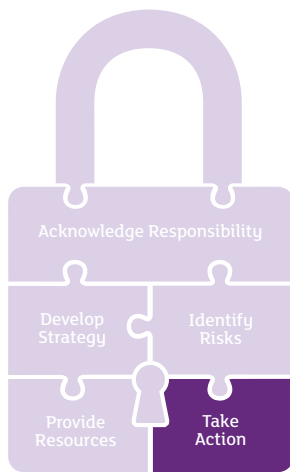 Acknowledge Responsibility
Develop
Strategy
Identify
Risks
Provide
Resources
Take
Action